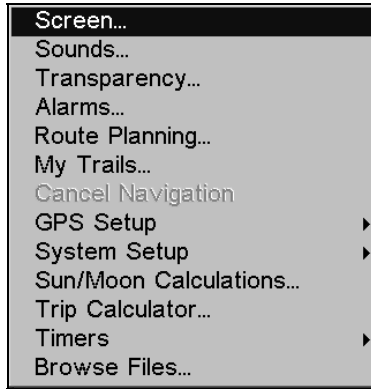 Screen...
Sounds...
Transparency...
Alarms...
Route Planning...
My Trails...
Cancel Navigation
GPS Setup
System Setup
Sun/Moon Calculations...
Trip Calculator...
Timers
Browse Files...